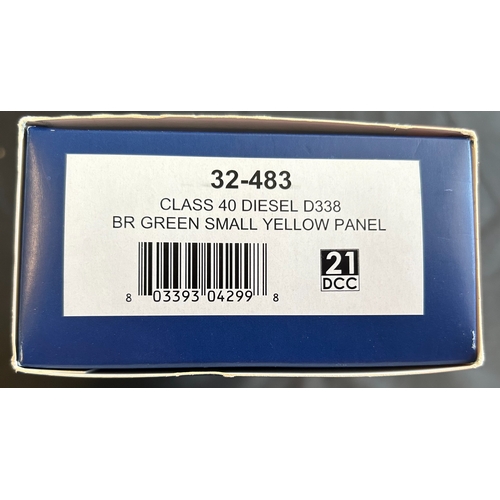 32-483
CLASS 40 DIESEL D338
BR GREEN SMALL YELLOW PANEL
21
DCC
8 03393 04299 8